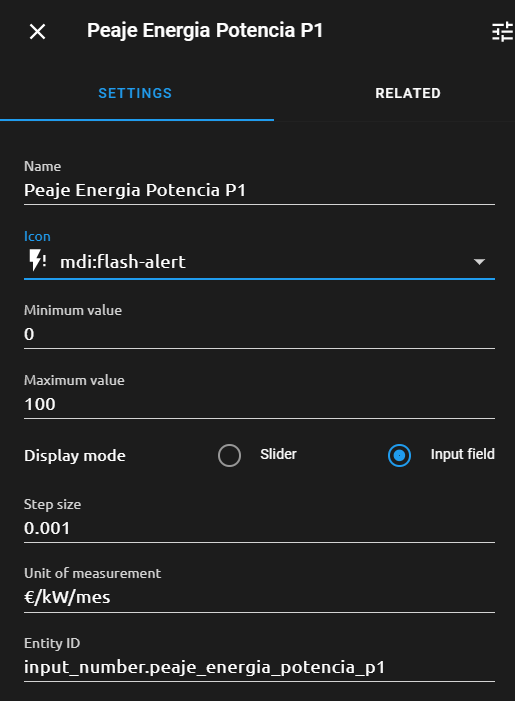 Peaje Energia Potencia P1
SETTINGS RELATED
Name
Peaje Energia Potencia P1
Icon
mdi:flash-alert
Minimum value
0
Maximum value
100
Display mode Slider Input field
Step size
0.001
Unit of measurement
€/kW/mes
Entity ID
input_number.peaje_energia_potencia_p1